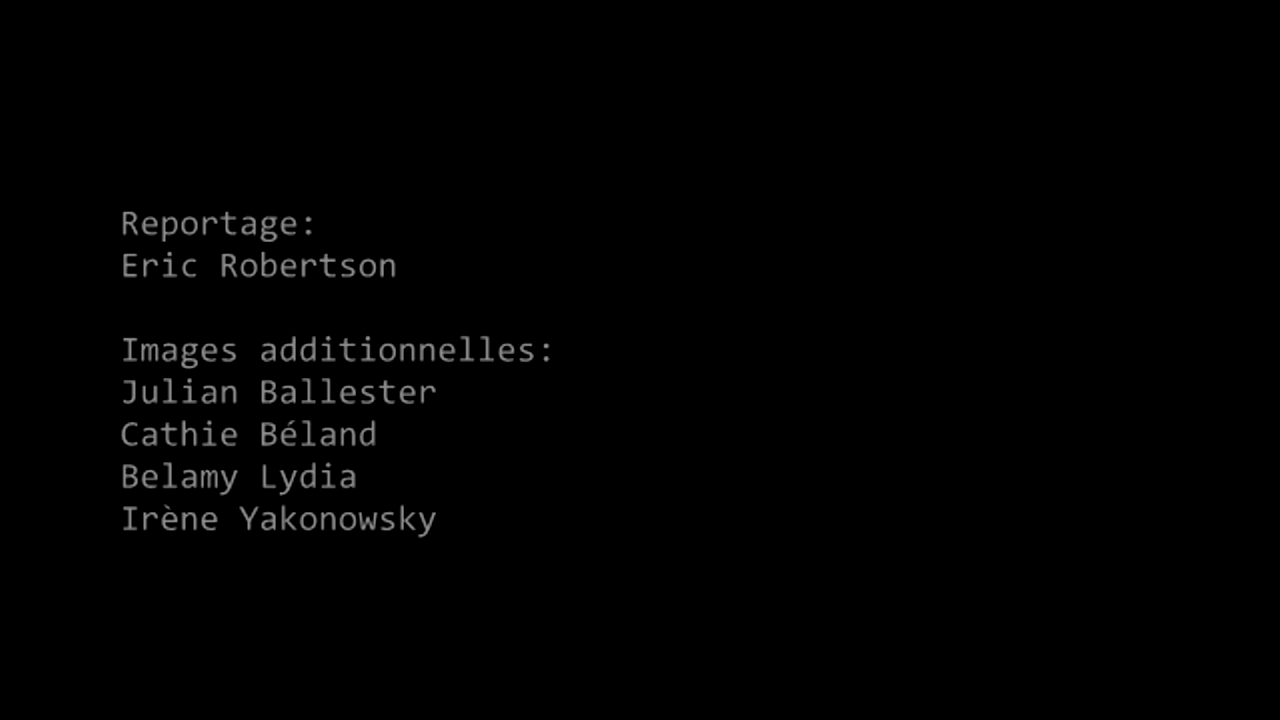 Reportage:
Eric Robertson
Images additionnelles:
Julian Ballester
Cathie Béland
Belamy Lydia
Irène Yakonowsky